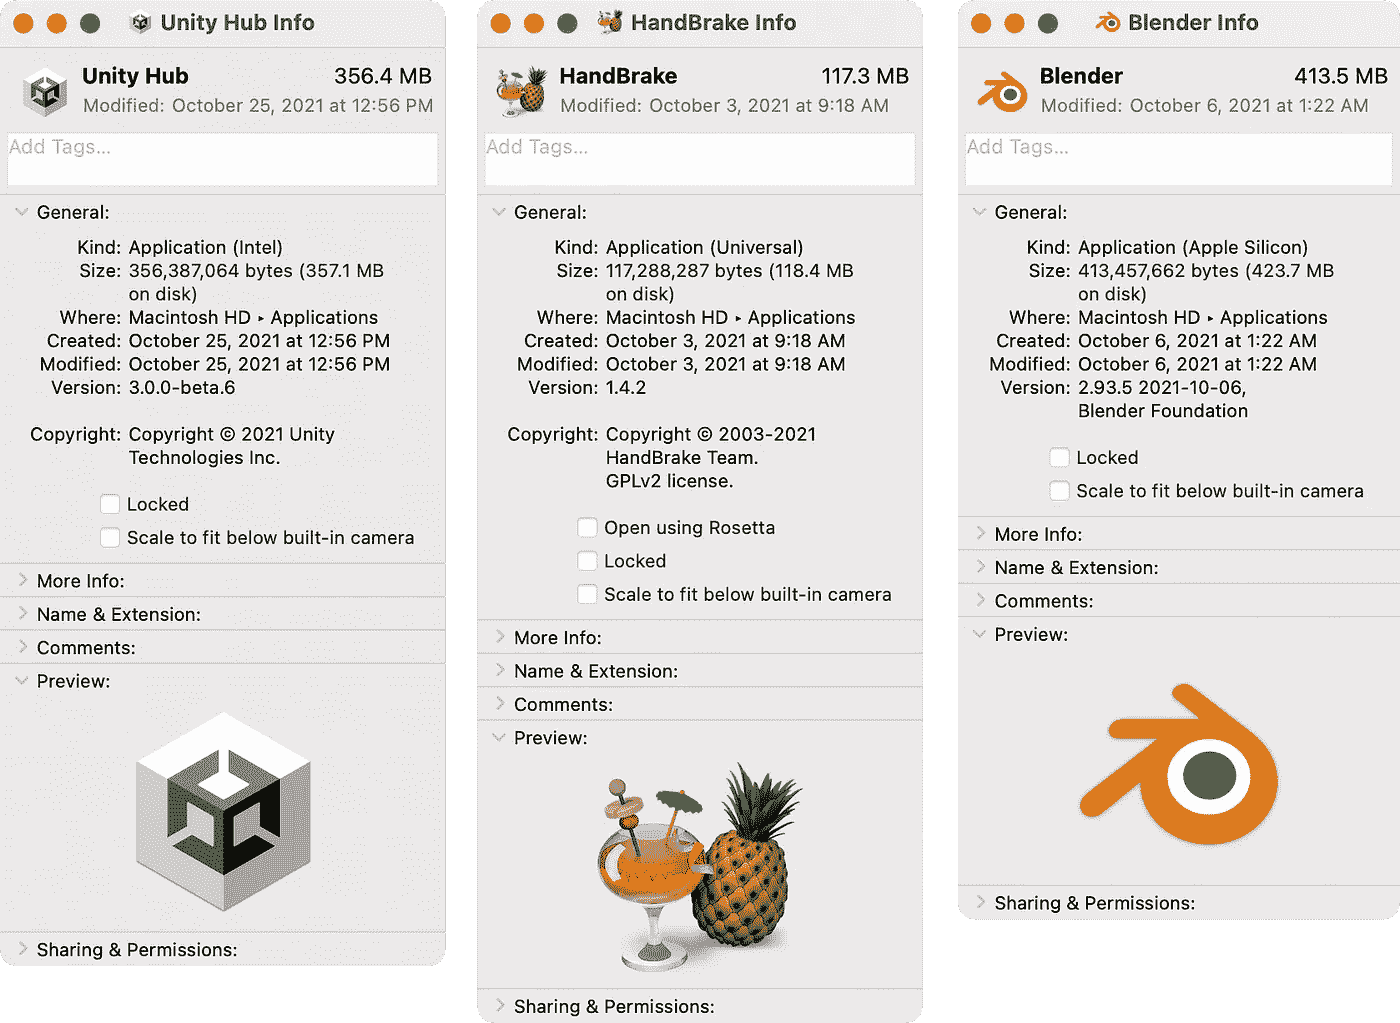 Unity Hub Info
Unity Hub 356.4 MB
Modified: October 25, 2021 at 12:56 PM
Add Tags...
General:
Kind: Application (Intel)
Size: 356,387,064 bytes (357.1 MB
on disk)
Where: Macintosh HD ▸ Applications
Created: October 25, 2021 at 12:56 PM
Modified: October 25, 2021 at 12:56 PM
Version: 3.0.0-beta.6
Copyright: Copyright © 2021 Unity
Technologies Inc.
Locked
Scale to fit below built-in camera
More Info:
Name & Extension:
Comments:
Preview:
Sharing & Permissions:
HandBrake Info
HandBrake 117.3 MB
Modified: October 3, 2021 at 9:18 AM
Add Tags...
General:
Kind: Application (Universal)
Size: 117,288,287 bytes (118.4 MB
on disk)
Where: Macintosh HD ▸ Applications
Created: October 3, 2021 at 9:18 AM
Modified: October 3, 2021 at 9:18 AM
Version: 1.4.2
Copyright: Copyright © 2003-2021
HandBrake Team.
GPLv2 license.
Open using Rosetta
Locked
Scale to fit below built-in camera
More Info:
Name & Extension:
Comments:
Preview:
Sharing & Permissions:
Blender Info
Blender 413.5 MB
Modified: October 6, 2021 at 1:22 AM
Add Tags...
General:
Kind: Application (Apple Silicon)
Size: 413,457,662 bytes (423.7 MB
on disk)
Where: Macintosh HD ▸ Applications
Created: October 6, 2021 at 1:22 AM
Modified: October 6, 2021 at 1:22 AM
Version: 2.93.5 2021-10-06,
Blender Foundation
Locked
Scale to fit below built-in camera
More Info:
Name & Extension:
Comments:
Preview:
Sharing & Permissions: